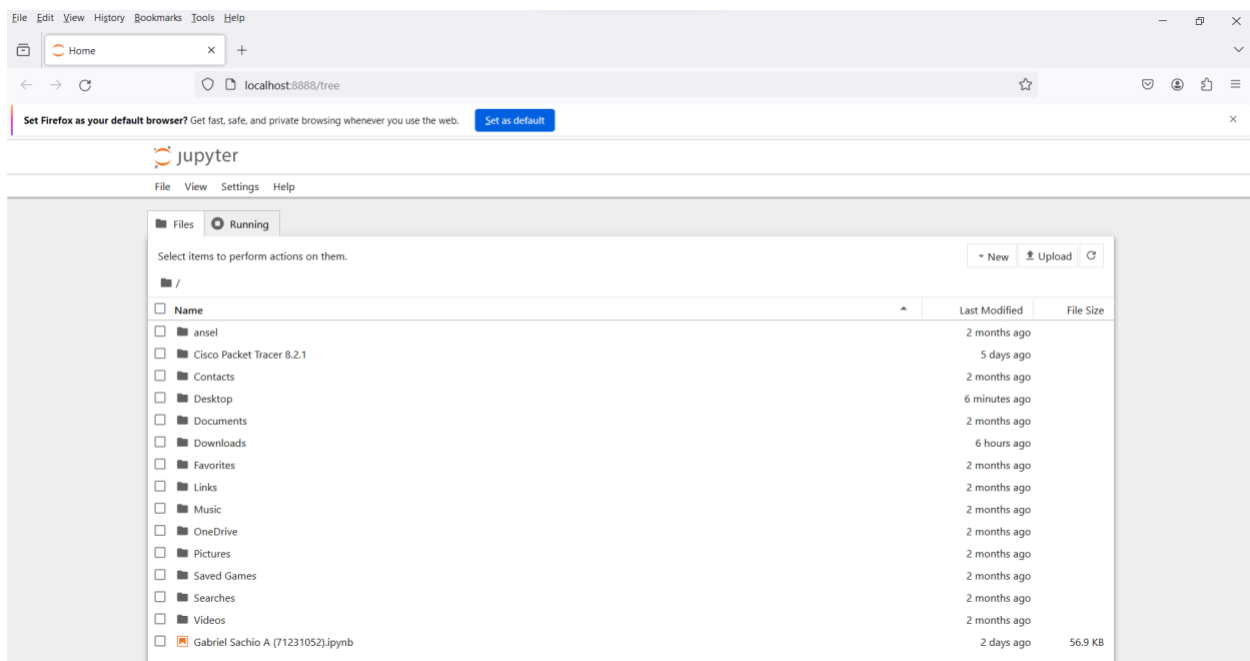 File Edit View History Bookmarks Tools Help
Home
localhost:8888/tree
Set Firefox as your default browser? Get fast, safe, and private browsing whenever you use the web. Set as default
jupyter
File View Settings Help
Files Running
Select items to perform actions on them. New Upload
/
Name Last Modified File Size
ansel 2 months ago
Cisco Packet Tracer 8.2.1 5 days ago
Contacts 2 months ago
Desktop 6 minutes ago
Documents 2 months ago
Downloads 6 hours ago
Favorites 2 months ago
Links 2 months ago
Music 2 months ago
OneDrive 2 months ago
Pictures 2 months ago
Saved Games 2 months ago
Searches 2 months ago
Videos 2 months ago
Gabriel Sachio A (71231052).ipynb 2 days ago 56.9 KB